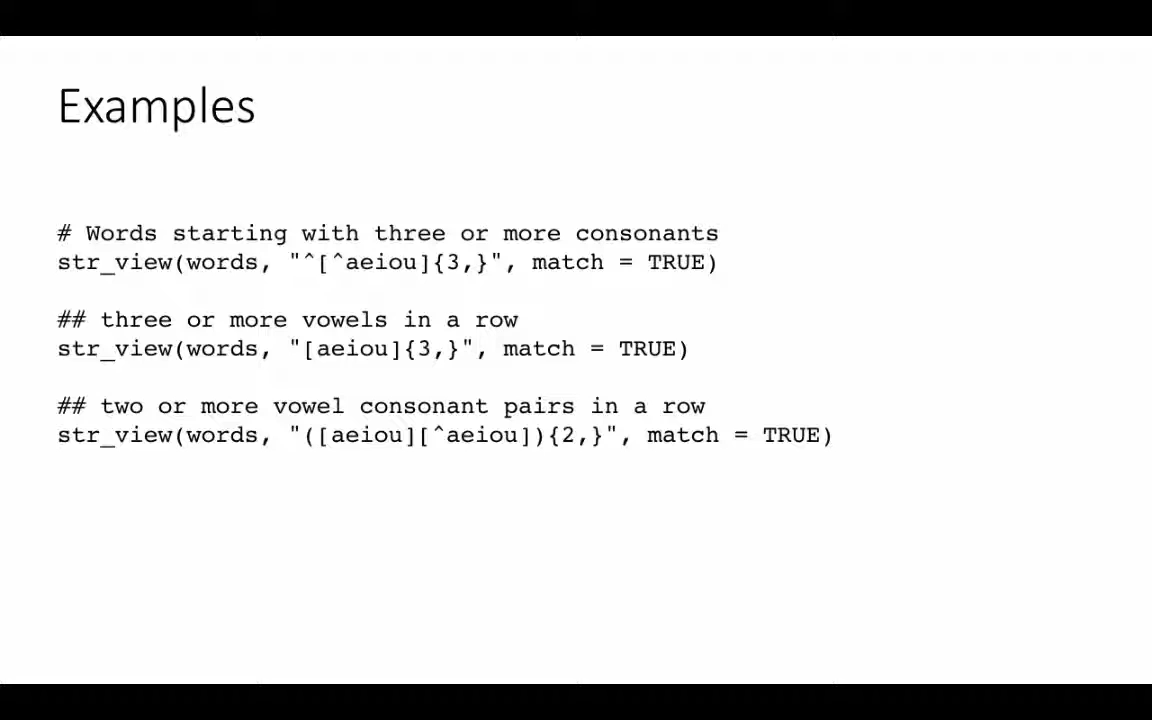 Examples
# Words starting with three or more consonants
str_view(words, "^[^aeiou]{3,}", match = TRUE)
## three or more vowels in a row
str_view(words, "[aeiou]{3,}", match = TRUE)
## two or more vowel consonant pairs in a row
str_view(words, "([aeiou][^aeiou]){2,}", match = TRUE)